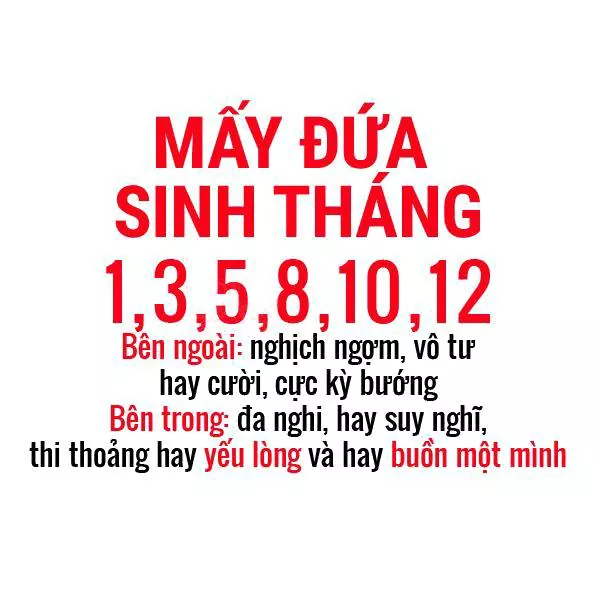 MẤY ĐỨA
SINH THÁNG
1,3,5,8,10,12
Bên ngoài: nghịch ngợm, vô tư
hay cười, cực kỳ bướng
Bên trong: đa nghi, hay suy nghĩ,
thi thoảng hay yếu lòng và hay buồn một mình